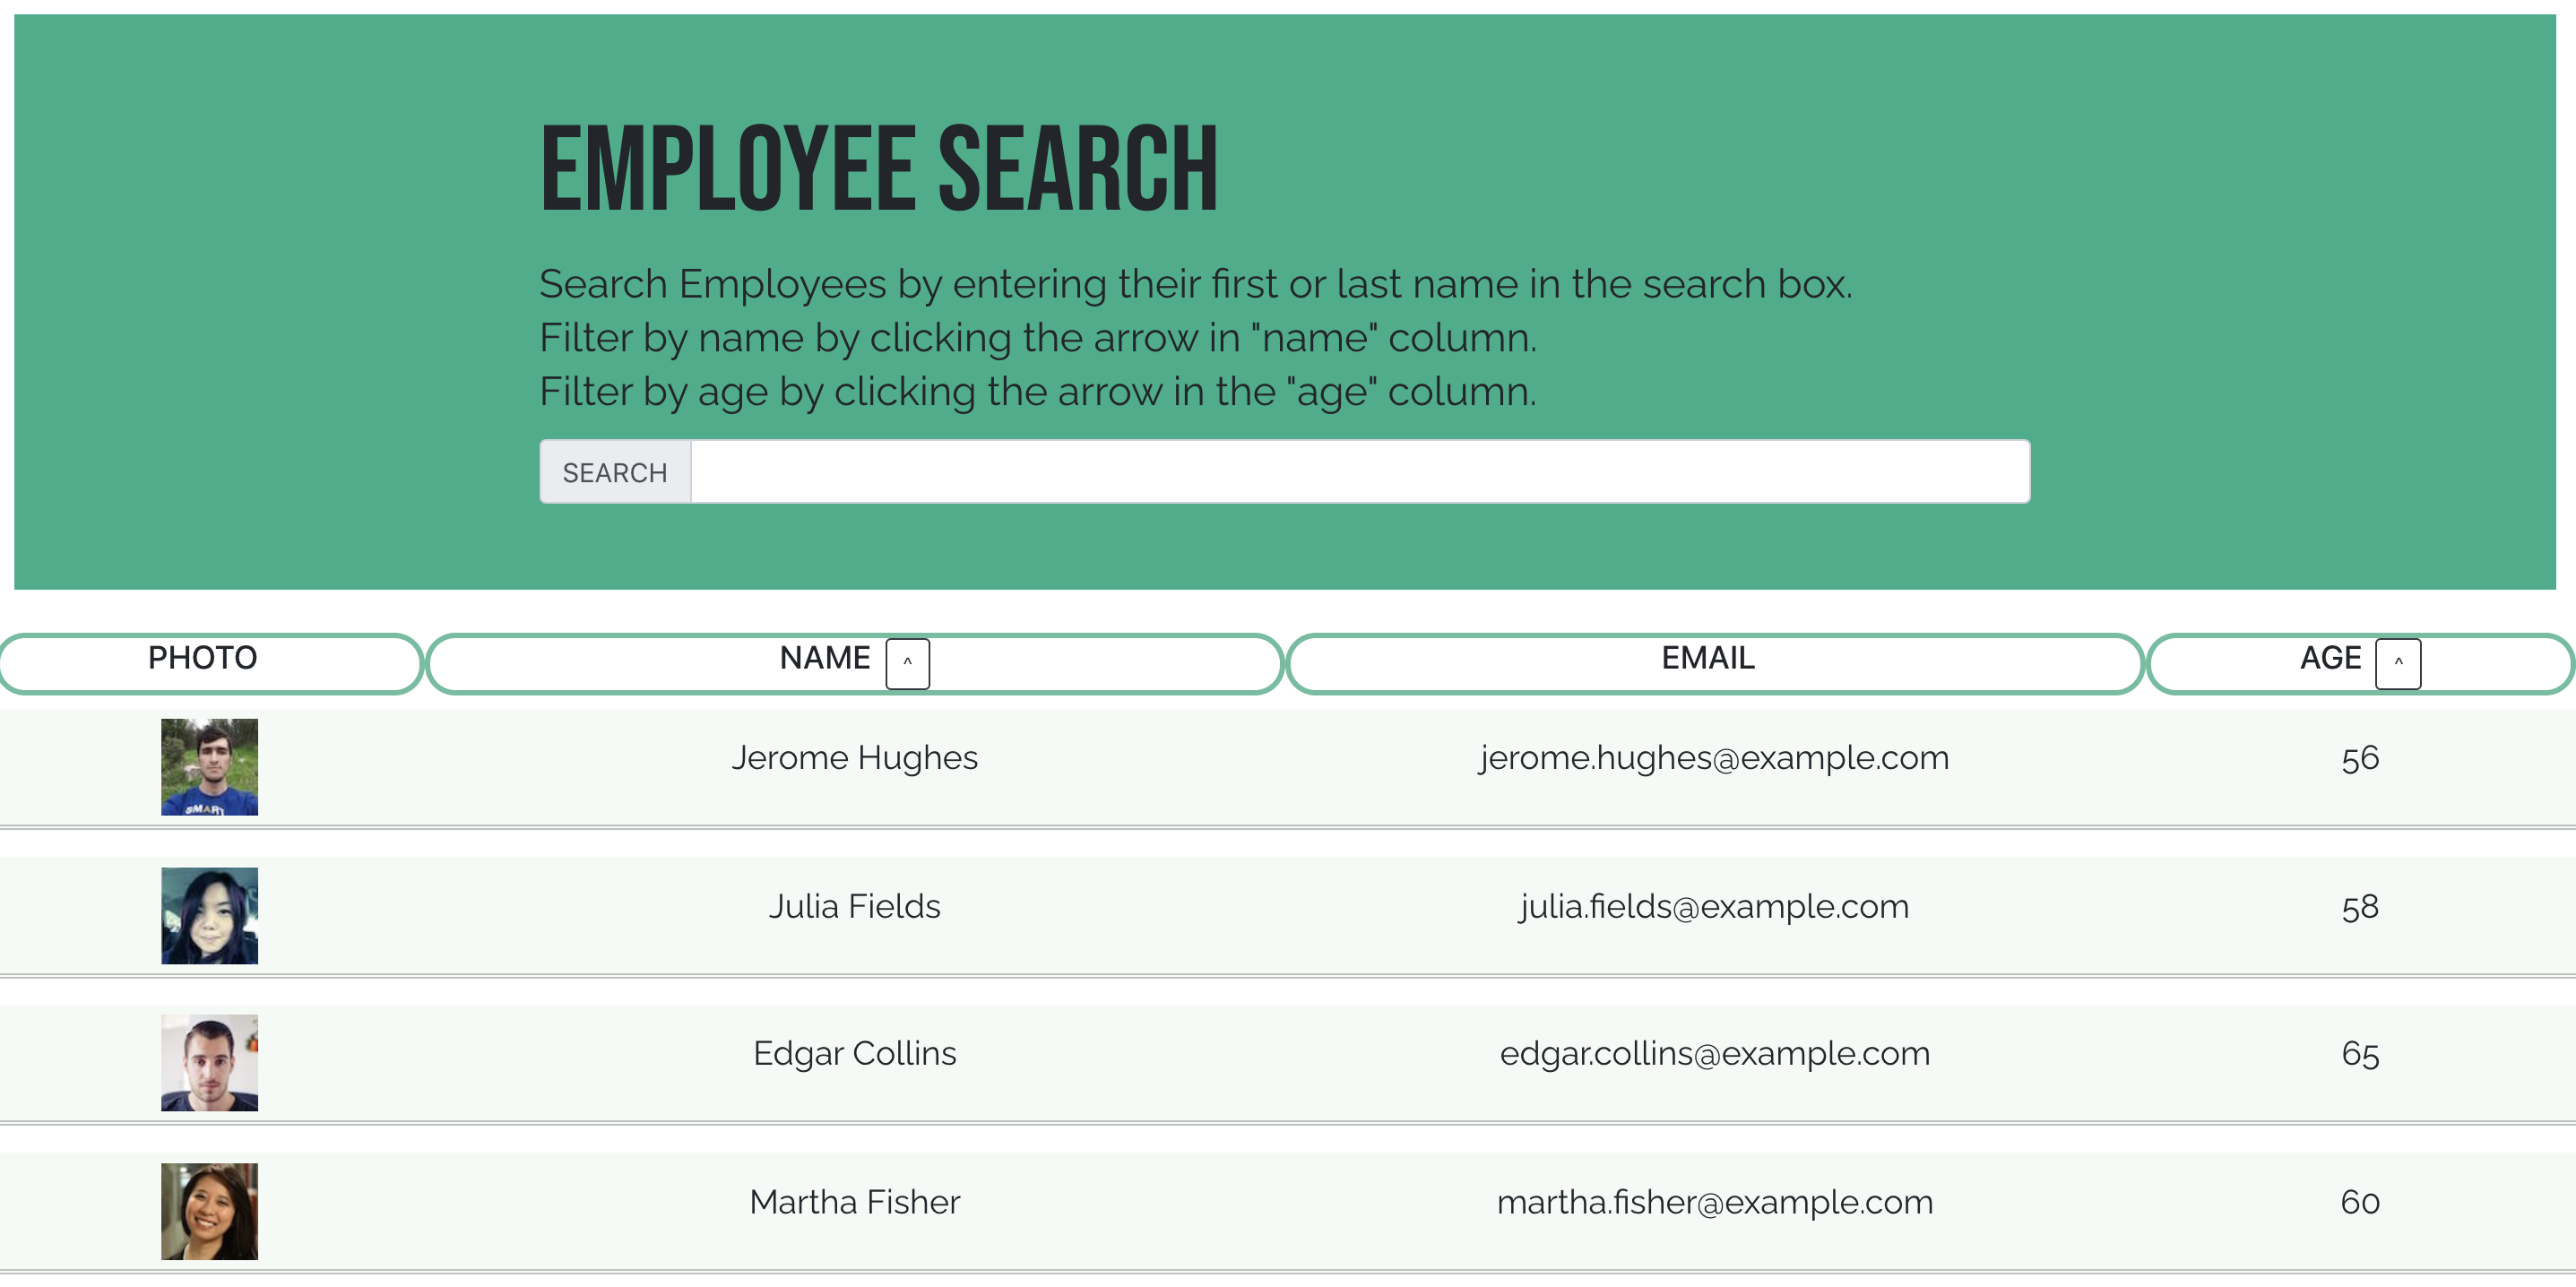 EMPLOYEE SEARCH
Search Employees by entering their first or last name in the search box.
Filter by name by clicking the arrow in "name" column.
Filter by age by clicking the arrow in the "age" column.
SEARCH
PHOTO NAME ^ EMAIL AGE ^
SMART
Jerome Hughes jerome.hughes@example.com 56
Julia Fields julia.fields@example.com 58
Edgar Collins edgar.collins@example.com 65
Martha Fisher martha.fisher@example.com 60